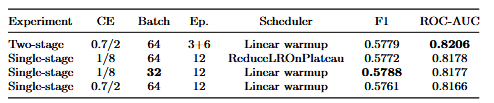 Experiment CE Batch Ep. Scheduler F1 ROC-AUC
Two-stage 0.7/2 64 3+6 Linear warmup 0.5779 0.8206
Single-stage 1/8 64 12 ReduceLROnPlateau 0.5772 0.8178
Single-stage 1/8 32 12 Linear warmup 0.5788 0.8177
Single-stage 0.7/2 64 12 Linear warmup 0.5761 0.8166